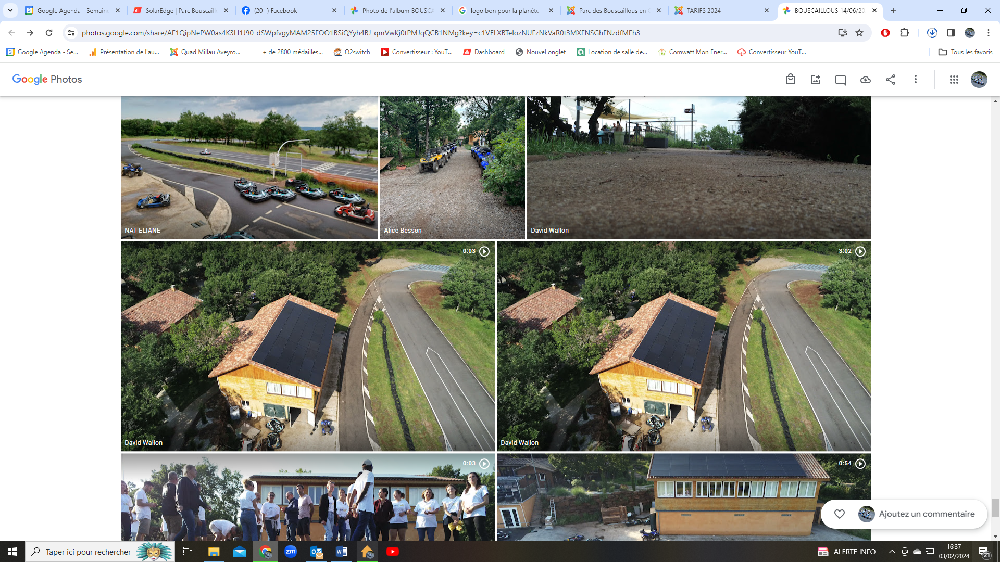 Google Agenda - Semaine
SolarEdge | Parc Bouscaill
(20+) Facebook
Photo de l'album BOUSCA
logo bon pour la planète
Parc des Bouscaillous en
TARIFS 2024
BOUSCAILLOUS 14/06/20
photos.google.com/share/AF1QipNePW0as4K3LI1J90_dSWpfvgyMAM25FOO1BSiQYyh4BJ_qmVwKj0tPMJqQCB1NMg?key=c1VELXBTelozNUFzNkVaR0t3MXFNSGhFNzdfMFh3
Google Agenda - Se...
Présentation de l'au...
Quad Millau Aveyro...
+ de 2800 médailles...
O2switch
Convertisseur : YouT...
Dashboard
Nouvel onglet
Location de salle de...
Comwatt Mon Ener...
Convertisseur YouT...
Tous les favoris
Google Photos
NAT ELIANE
Alice Besson
David Wallon
0:03
3:02
David Wallon
David Wallon
0:03
0:54
Ajoutez un commentaire
Taper ici pour rechercher
zm
ALERTE INFO
16:37
03/02/2024
21